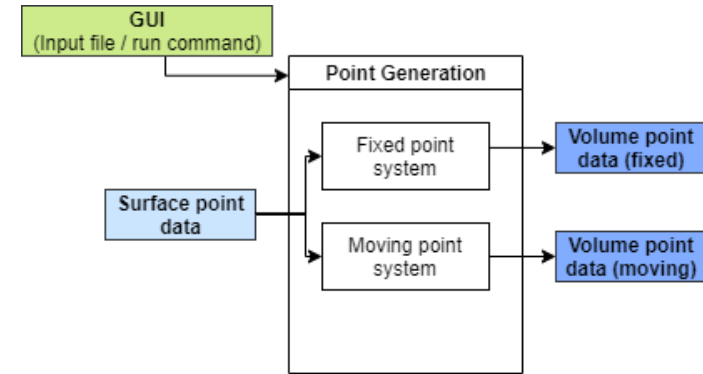 GUI
(Input file / run command)
Point Generation
Fixed point
system
Volume point
data (fixed)
Surface point
data
Moving point
system
Volume point
data (moving)